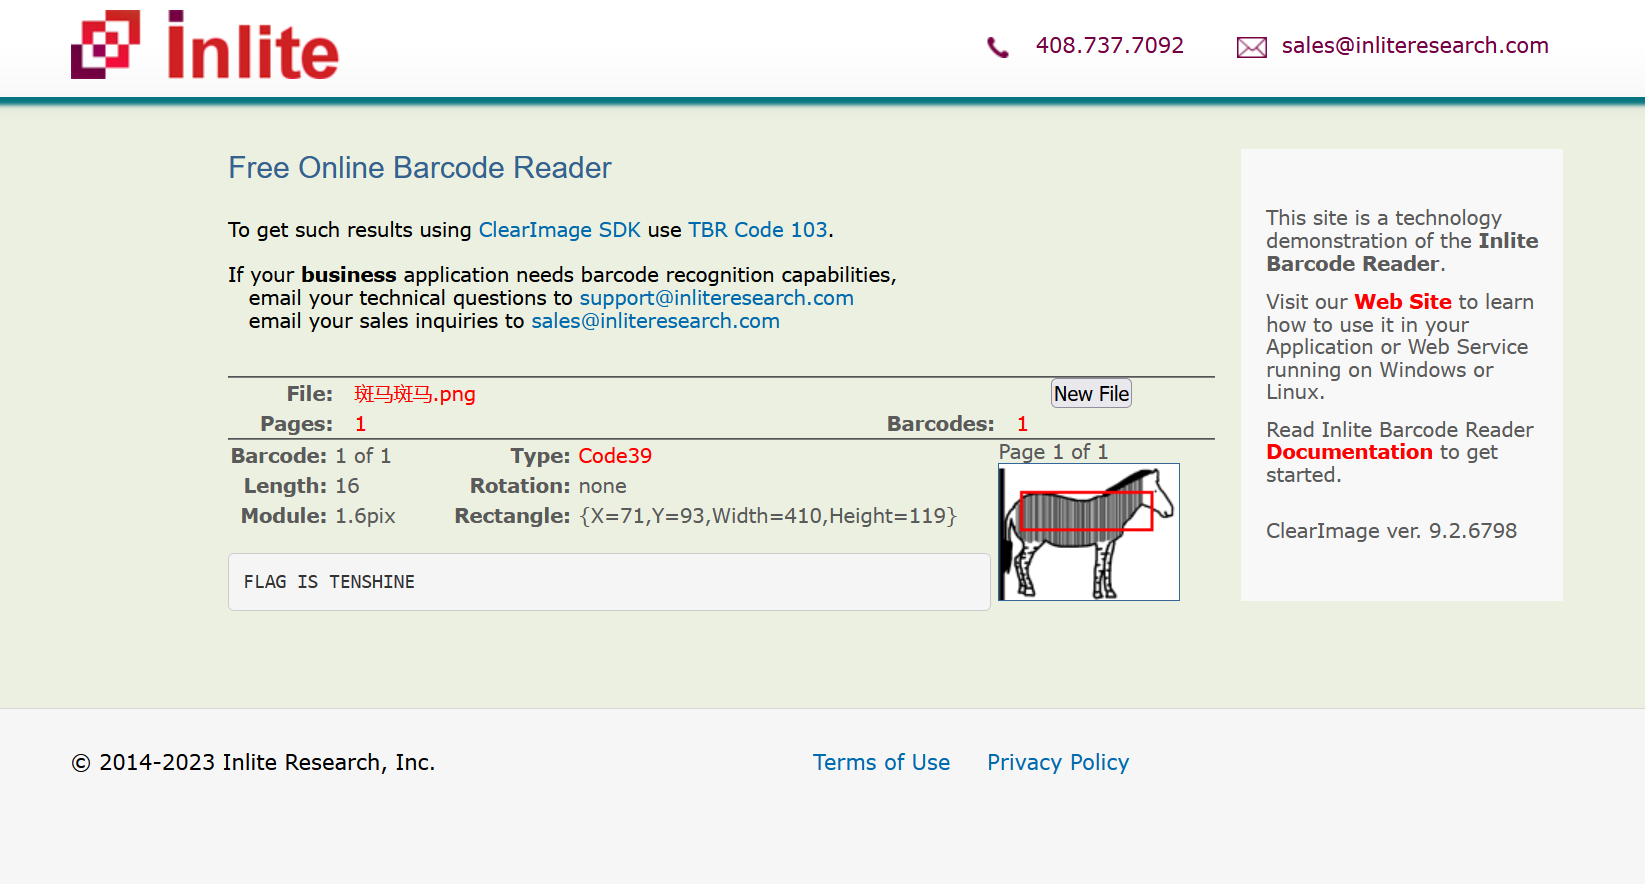 inlite
408.737.7092
sales@inliteresearch.com
Free Online Barcode Reader
To get such results using ClearImage SDK use TBR Code 103.
If your business application needs barcode recognition capabilities,
email your technical questions to support@inliteresearch.com
email your sales inquiries to sales@inliteresearch.com
File: 斑马斑马.png New File
Pages: 1 Barcodes: 1
Barcode: 1 of 1 Type: Code39 Page 1 of 1
Length: 16 Rotation: none
Module: 1.6pix Rectangle: {X=71,Y=93,Width=410,Height=119}
FLAG IS TENSHINE
This site is a technology
demonstration of the Inlite
Barcode Reader.
Visit our Web Site to learn
how to use it in your
Application or Web Service
running on Windows or
Linux.
Read Inlite Barcode Reader
Documentation to get
started.
ClearImage ver. 9.2.6798
© 2014-2023 Inlite Research, Inc.
Terms of Use Privacy Policy